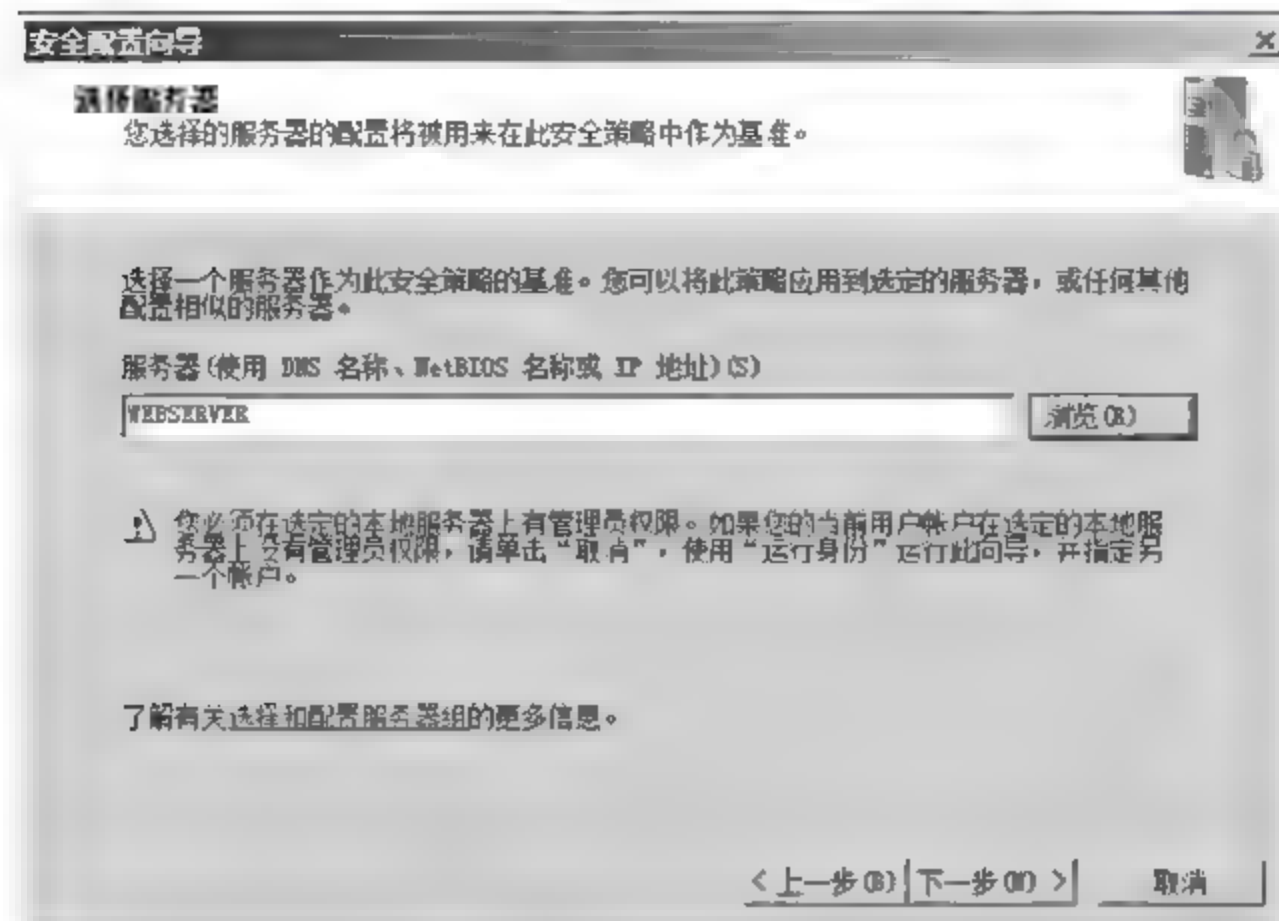 安全配置向导
选择服务器
您选择的服务器的配置将被用来在此安全策略中作为基准。
选择一个服务器作为此安全策略的基准。您可以将此策略应用到选定的服务器，或任何其他
配置相似的服务器。
服务器(使用 DNS 名称、NetBIOS 名称或 IP 地址)(S)
WEBSERVER
浏览(R)
您必须在选定的本地服务器上有管理员权限。如果您的当前用户帐户在选定的本地服
务器上没有管理员权限，请单击“取消”，使用“运行身份”运行此向导，并指定另
一个帐户。
了解有关选择和配置服务器组的更多信息。
< 上一步(B)
下一步(N) >
取消